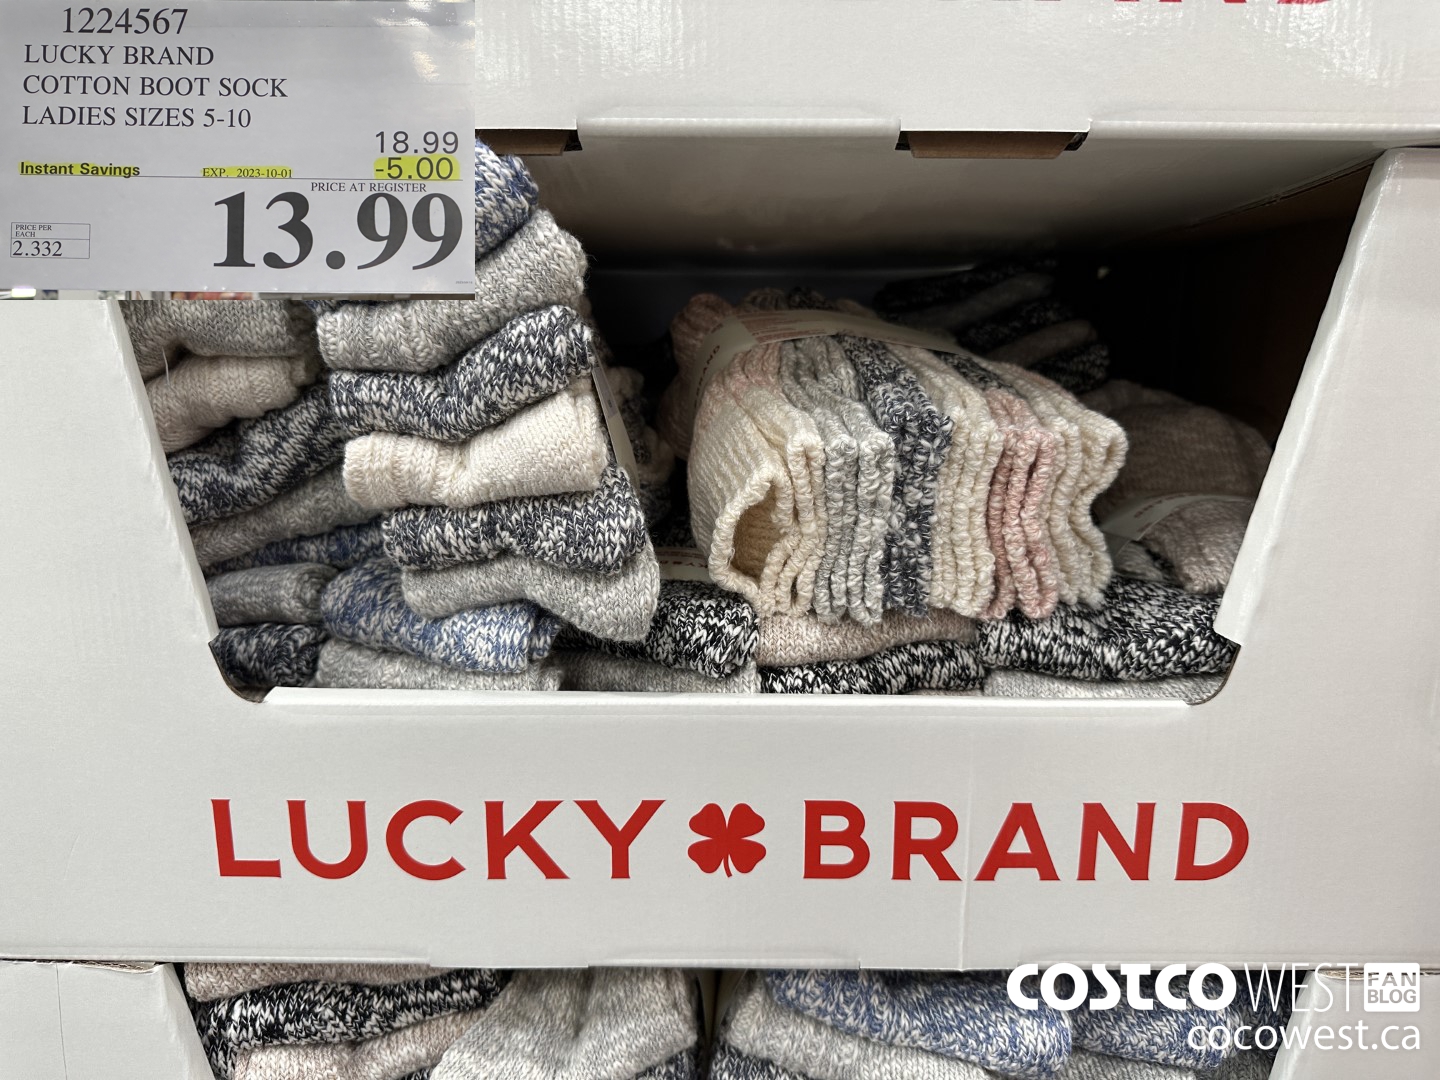 1224567
LUCKY BRAND
COTTON BOOT SOCK
LADIES SIZES 5-10
18.99
Instant Savings EXP. 2023-10-01 -5.00
PRICE AT REGISTER
13.99
PRICE PER
EACH
2.332
BRAND
LUCKY BRAND
COSTCO WEST FAN BLOG
cocowest.ca